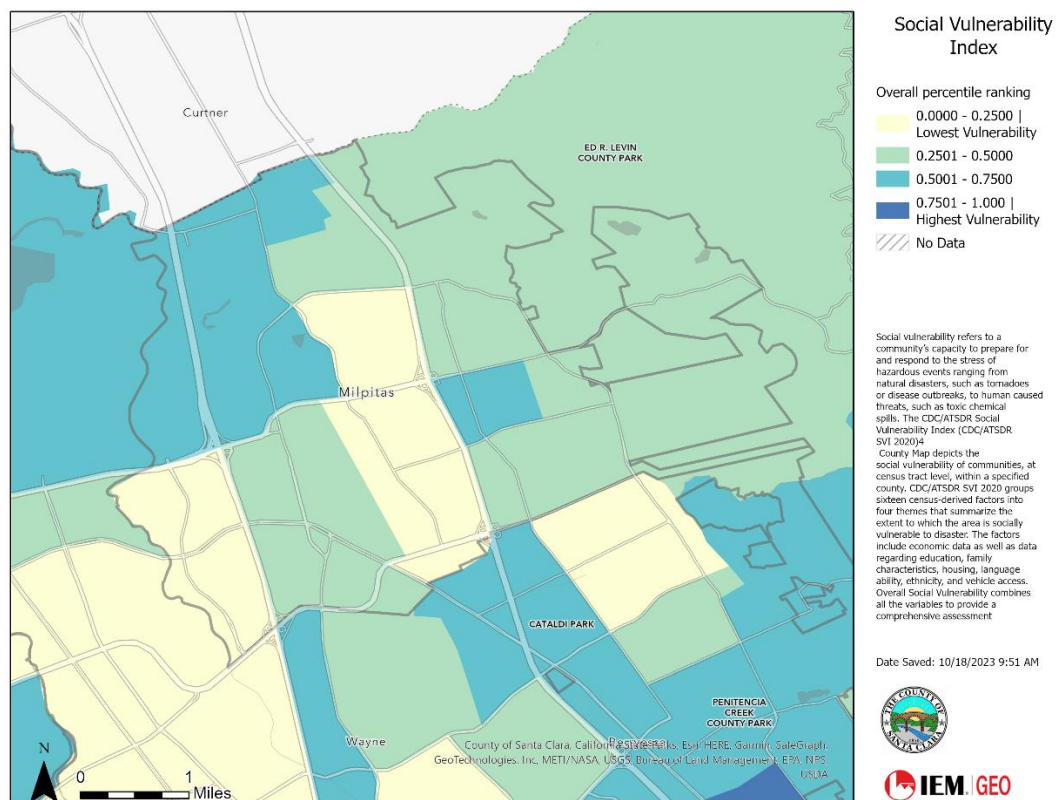 Social Vulnerability
Index
Overall percentile ranking
0.0000 - 0.2500 |
Lowest Vulnerability
0.2501 - 0.5000
0.5001 - 0.7500
0.7501 - 1.000 |
Highest Vulnerability
No Data
Social vulnerability refers to a
community's capacity to prepare for
and respond to the stress of
hazardous events ranging from
natural disasters, such as tornadoes
or disease outbreaks, to human caused
threats, such as toxic chemical
spills. The CDC/ATSDR Social
Vulnerability Index (CDC/ATSDR
SVI 2020)4
County Map depicts the
social vulnerability of communities, at
census tract level, within a specified
county. CDC/ATSDR SVI 2020 groups
sixteen census-derived factors into
four themes that summarize the
extent to which the area is socially
vulnerable to disaster. The factors
include economic data as well as data
regarding education, family
characteristics, housing, language
ability, ethnicity, and vehicle access.
Overall Social Vulnerability combines
all the variables to provide a
comprehensive assessment
Date Saved: 10/18/2023 9:51 AM
THE COUNTY OF
SANTA CLARA
IEM GEO
Curtner
ED R. LEVIN
COUNTY PARK
Milpitas
CATALDI PARK
PENITENCIA
CREEK
COUNTY PARK
Wayne
Berryessa
County of Santa Clara, California State Parks, Esri, HERE, Garmin, SafeGraph,
GeoTechnologies, Inc, METI/NASA, USGS, Bureau of Land Management, EPA, NPS,
USDA
N
0 1
Miles